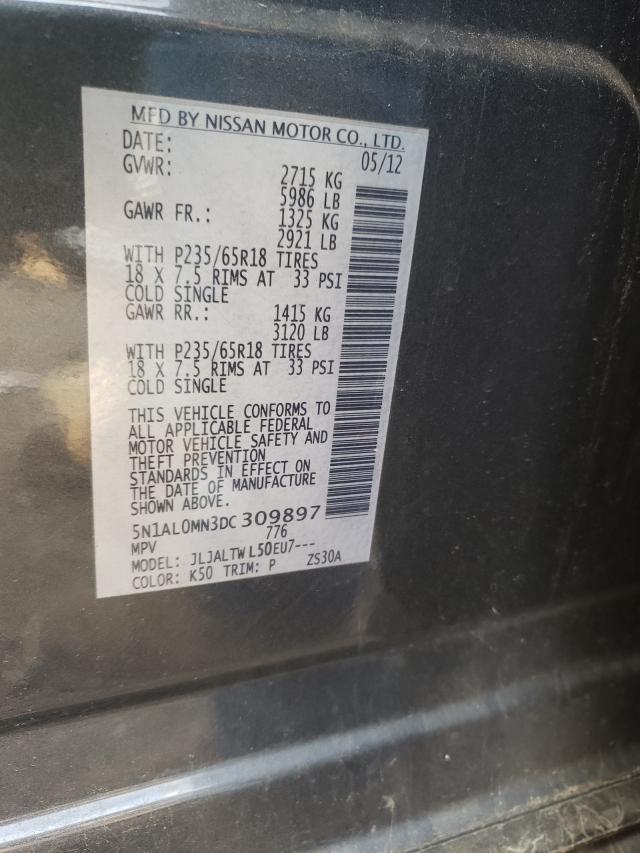 MFD BY NISSAN MOTOR CO., LTD.
DATE: 05/12
GVWR: 2715 KG
5986 LB
GAWR FR.: 1325 KG
2921 LB
WITH P235/65R18 TIRES
18 X 7.5 RIMS AT 33 PSI
COLD SINGLE
GAWR RR.: 1415 KG
3120 LB
WITH P235/65R18 TIRES
18 X 7.5 RIMS AT 33 PSI
COLD SINGLE
THIS VEHICLE CONFORMS TO
ALL APPLICABLE FEDERAL
MOTOR VEHICLE SAFETY AND
THEFT PREVENTION
STANDARDS IN EFFECT ON
THE DATE OF MANUFACTURE
SHOWN ABOVE.
5N1AL0MN3DC309897
MPV 776
MODEL: JLJALTWL50EU7---
COLOR: K50 TRIM: P ZS30A